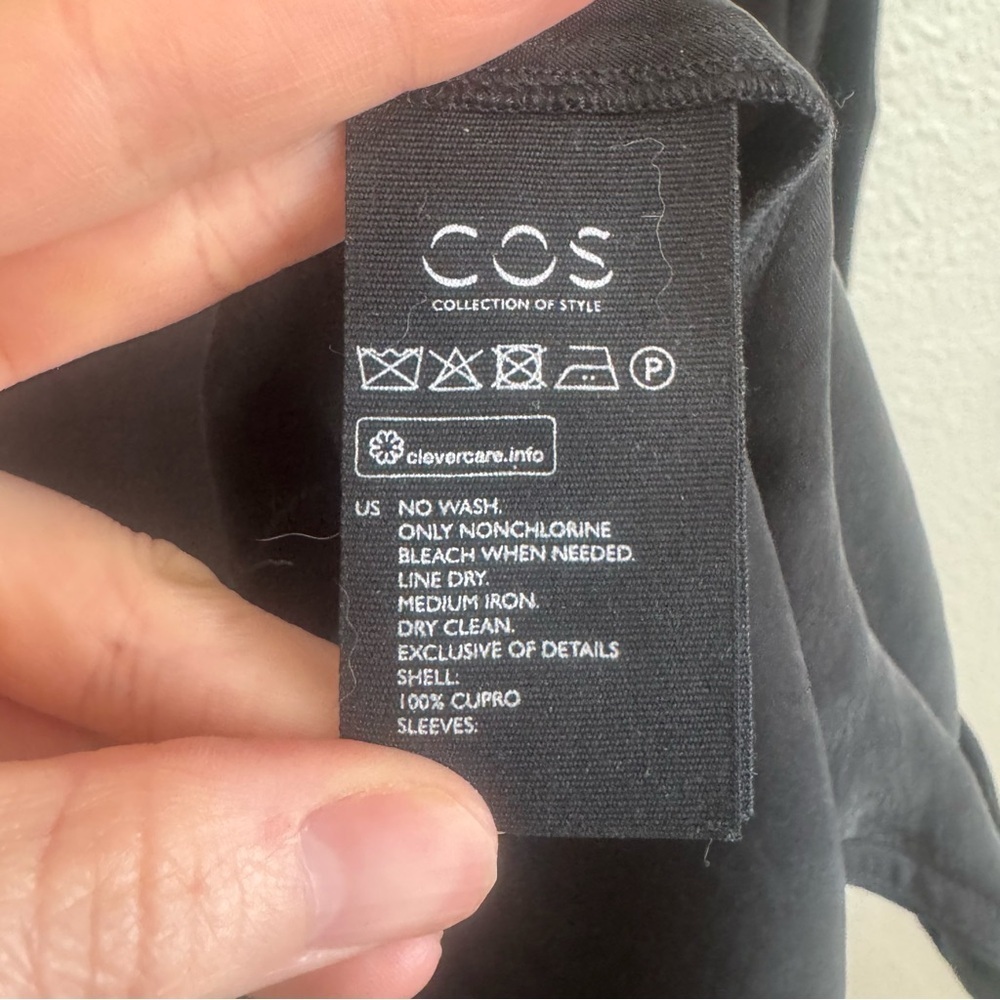 COS
COLLECTION OF STYLE
P
clevercare.info
US NO WASH.
ONLY NONCHLORINE
BLEACH WHEN NEEDED.
LINE DRY.
MEDIUM IRON.
DRY CLEAN.
EXCLUSIVE OF DETAILS
SHELL:
100% CUPRO
SLEEVES: